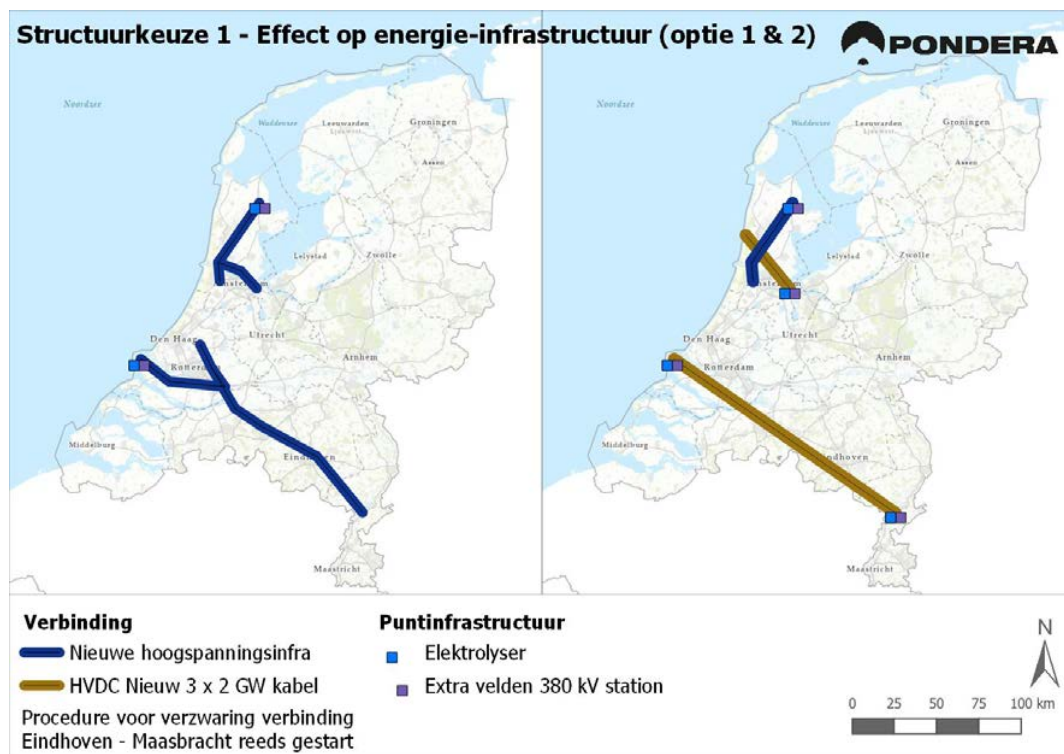 Structuurkeuze 1 - Effect op energie-infrastructuur (optie 1 & 2)
PONDERA
Noordzee
Waddenzee
Leeuwarden
Groningen
Assen
Lelystad
Zwolle
Amsterdam
Den Haag
Utrecht
Arnhem
Rotterdam
Middelburg
Eindhoven
Maastricht
Noordzee
Waddenzee
Leeuwarden
Groningen
Assen
Lelystad
Zwolle
Den Haag
Utrecht
Arnhem
Rotterdam
Middelburg
Maastricht
Verbinding
Nieuwe hoogspanningsinfra
HVDC Nieuw 3 x 2 GW kabel
Procedure voor verzwaring verbinding
Eindhoven - Maasbracht reeds gestart
Puntinfrastructuur
Elektrolyser
Extra velden 380 kV station
N
0 25 50 75 100 km